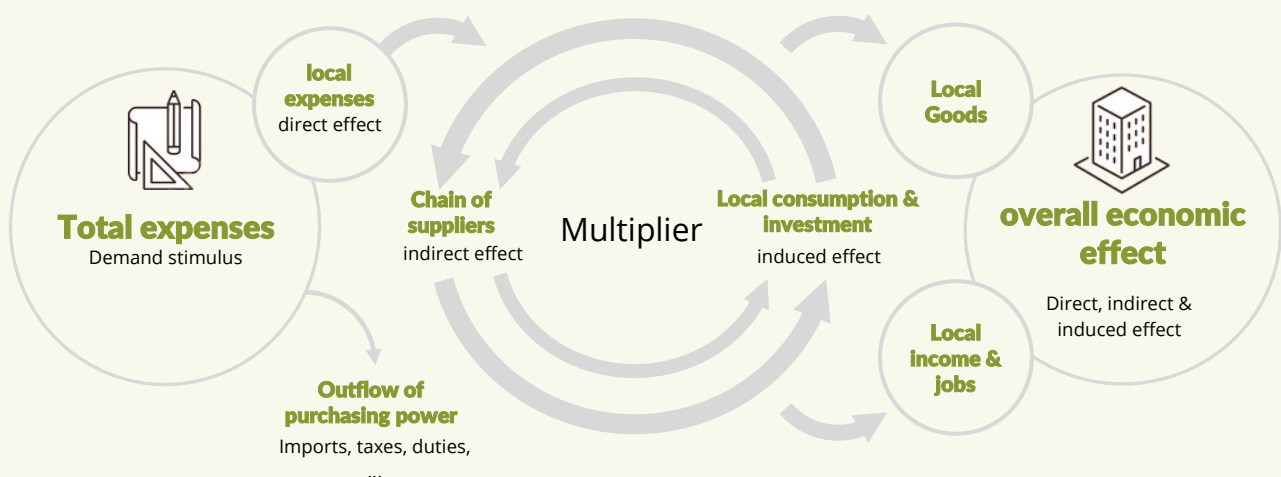 local
expenses
direct effect
Total expenses
Demand stimulus
Outflow of
purchasing power
Imports, taxes, duties,
Chain of
suppliers
indirect effect
Multiplier
Local consumption &
investment
induced effect
Local
Goods
overall economic
effect
Direct, indirect &
induced effect
Local
income &
jobs